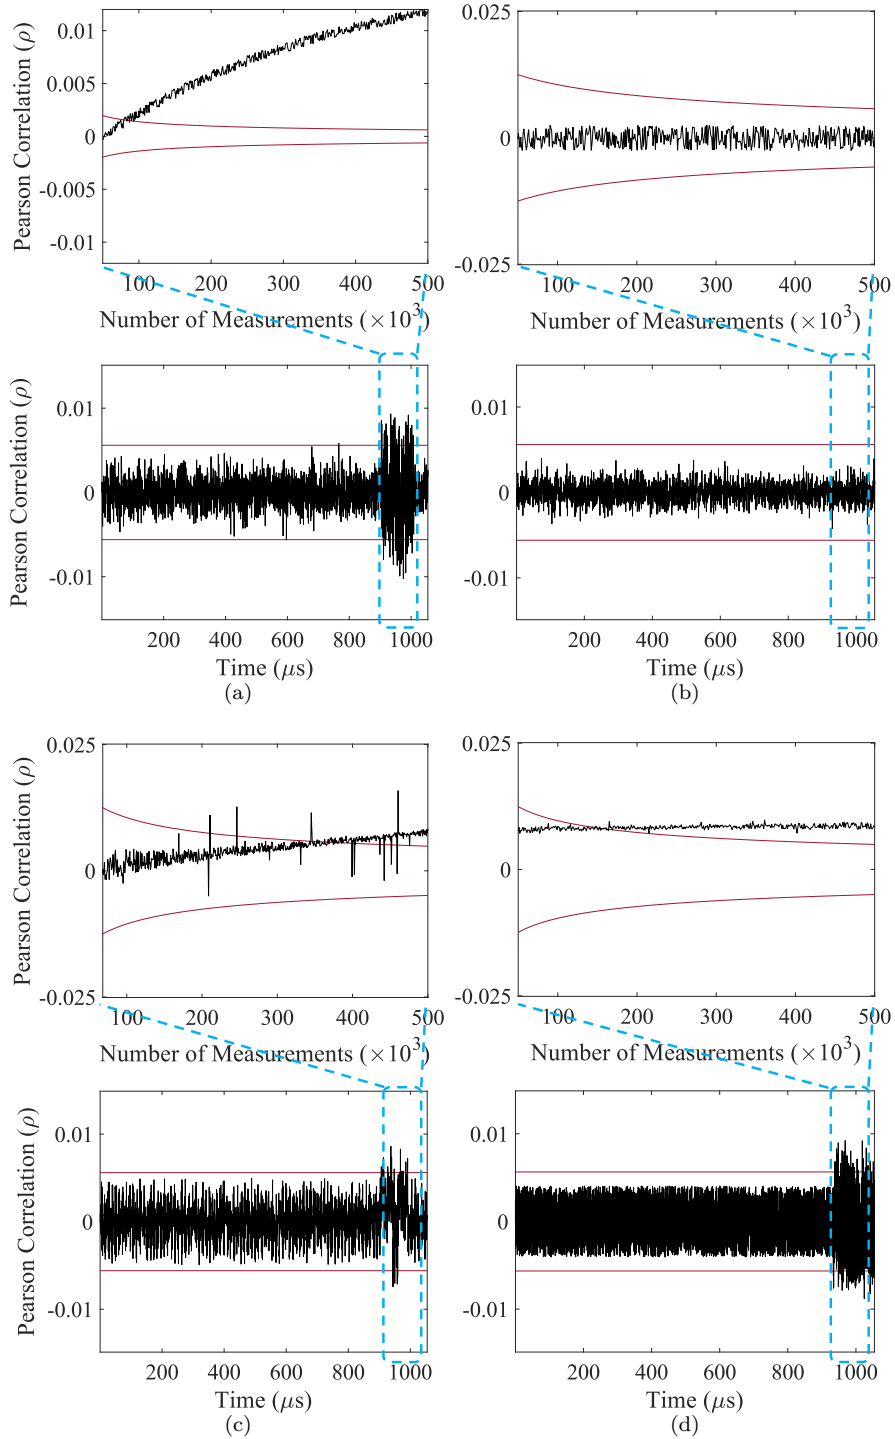 0.01
0.005
0
-0.005
-0.01
Pearson Correlation (ρ)
100 200 300 400 500
Number of Measurements (×10³)
0.025
0
-0.025
100 200 300 400 500
Number of Measurements (×10³)
0.01
0
-0.01
Pearson Correlation (ρ)
200 400 600 800 1000
Time (μs)
(a)
0.01
0
-0.01
200 400 600 800 1000
Time (μs)
(b)
0.025
0
-0.025
Pearson Correlation (ρ)
100 200 300 400 500
Number of Measurements (×10³)
0.025
0
-0.025
100 200 300 400 500
Number of Measurements (×10³)
0.01
0
-0.01
Pearson Correlation (ρ)
200 400 600 800 1000
Time (μs)
(c)
0.01
0
-0.01
200 400 600 800 1000
Time (μs)
(d)